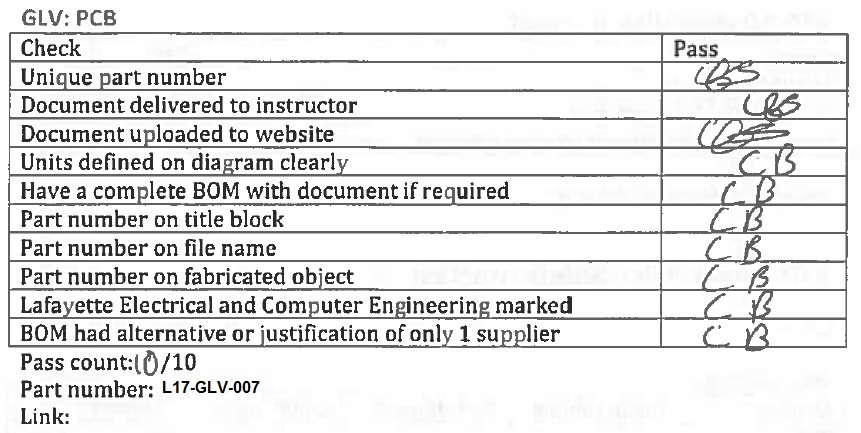 GLV: PCB
Check Pass
Unique part number CBS
Document delivered to instructor CBS
Document uploaded to website CBS
Units defined on diagram clearly CB
Have a complete BOM with document if required CB
Part number on title block CB
Part number on file name CB
Part number on fabricated object CB
Lafayette Electrical and Computer Engineering marked CB
BOM had alternative or justification of only 1 supplier CB
Pass count:10/10
Part number: L17-GLV-007
Link: